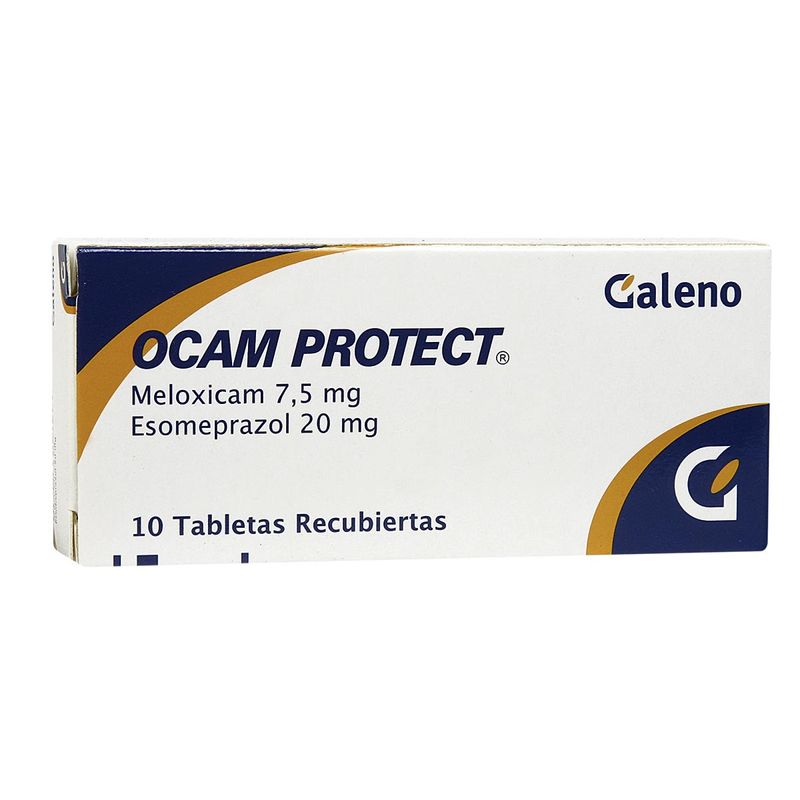 Galeno
OCAM PROTECT®
Meloxicam 7,5 mg
Esomeprazol 20 mg
10 Tabletas Recubiertas